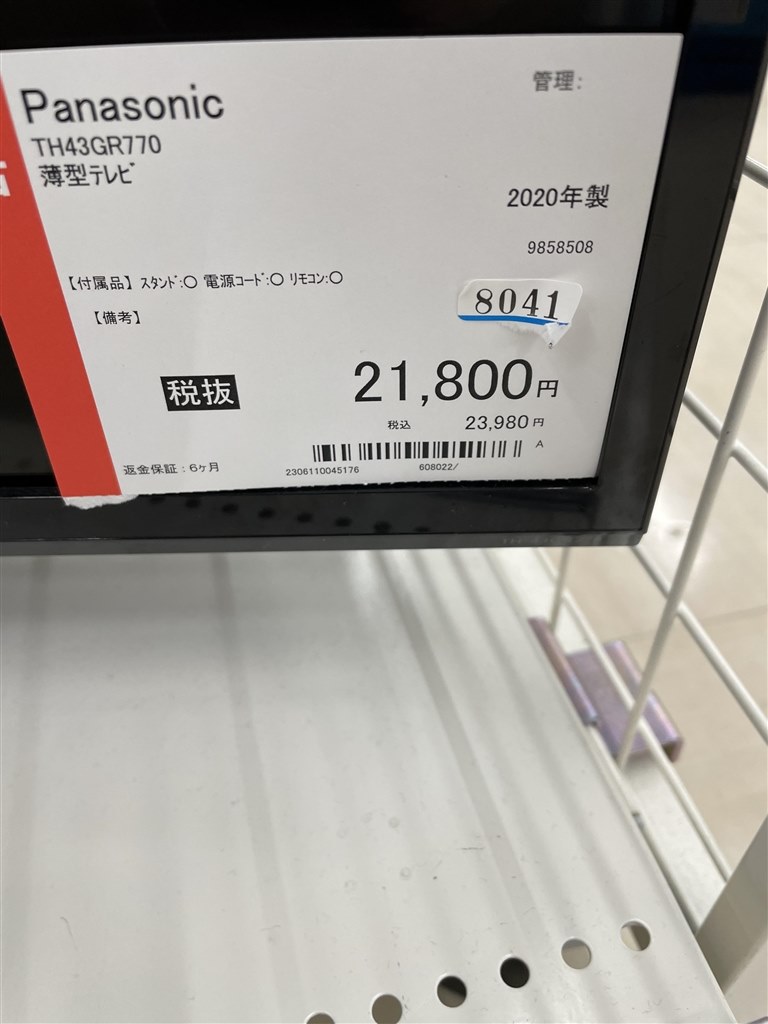 Panasonic
管理:
TH43GR770
薄型テレビ
2020年製
9858508
【付属品】スタンド:〇 電源コード:〇 リモコン:〇
8041
【備考】
税抜
21,800円
税込 23,980円
A
返金保証:6ヶ月
2306110045176
608022/